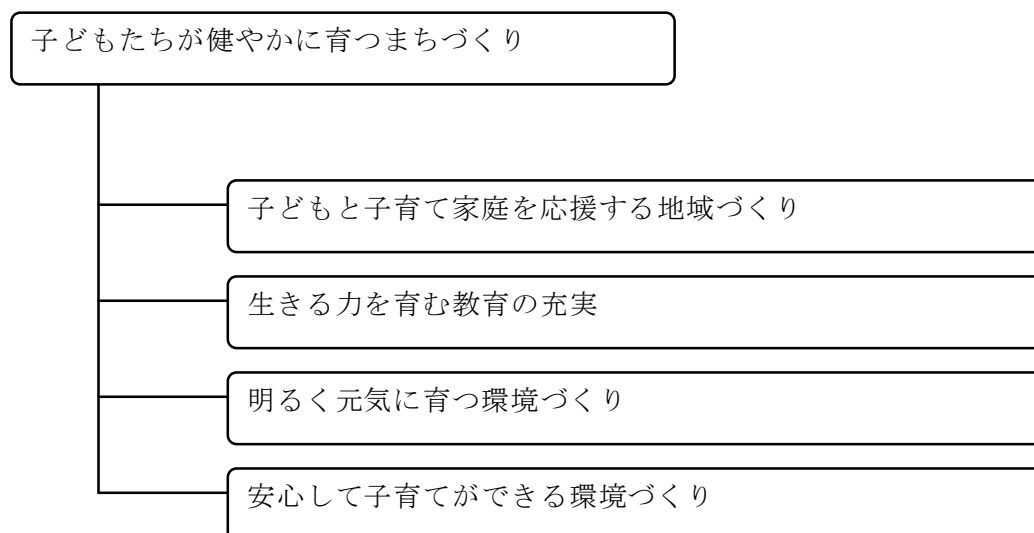 子どもたちが健やかに育つまちづくり
子どもと子育て家庭を応援する地域づくり
生きる力を育む教育の充実
明るく元気に育つ環境づくり
安心して子育てができる環境づくり